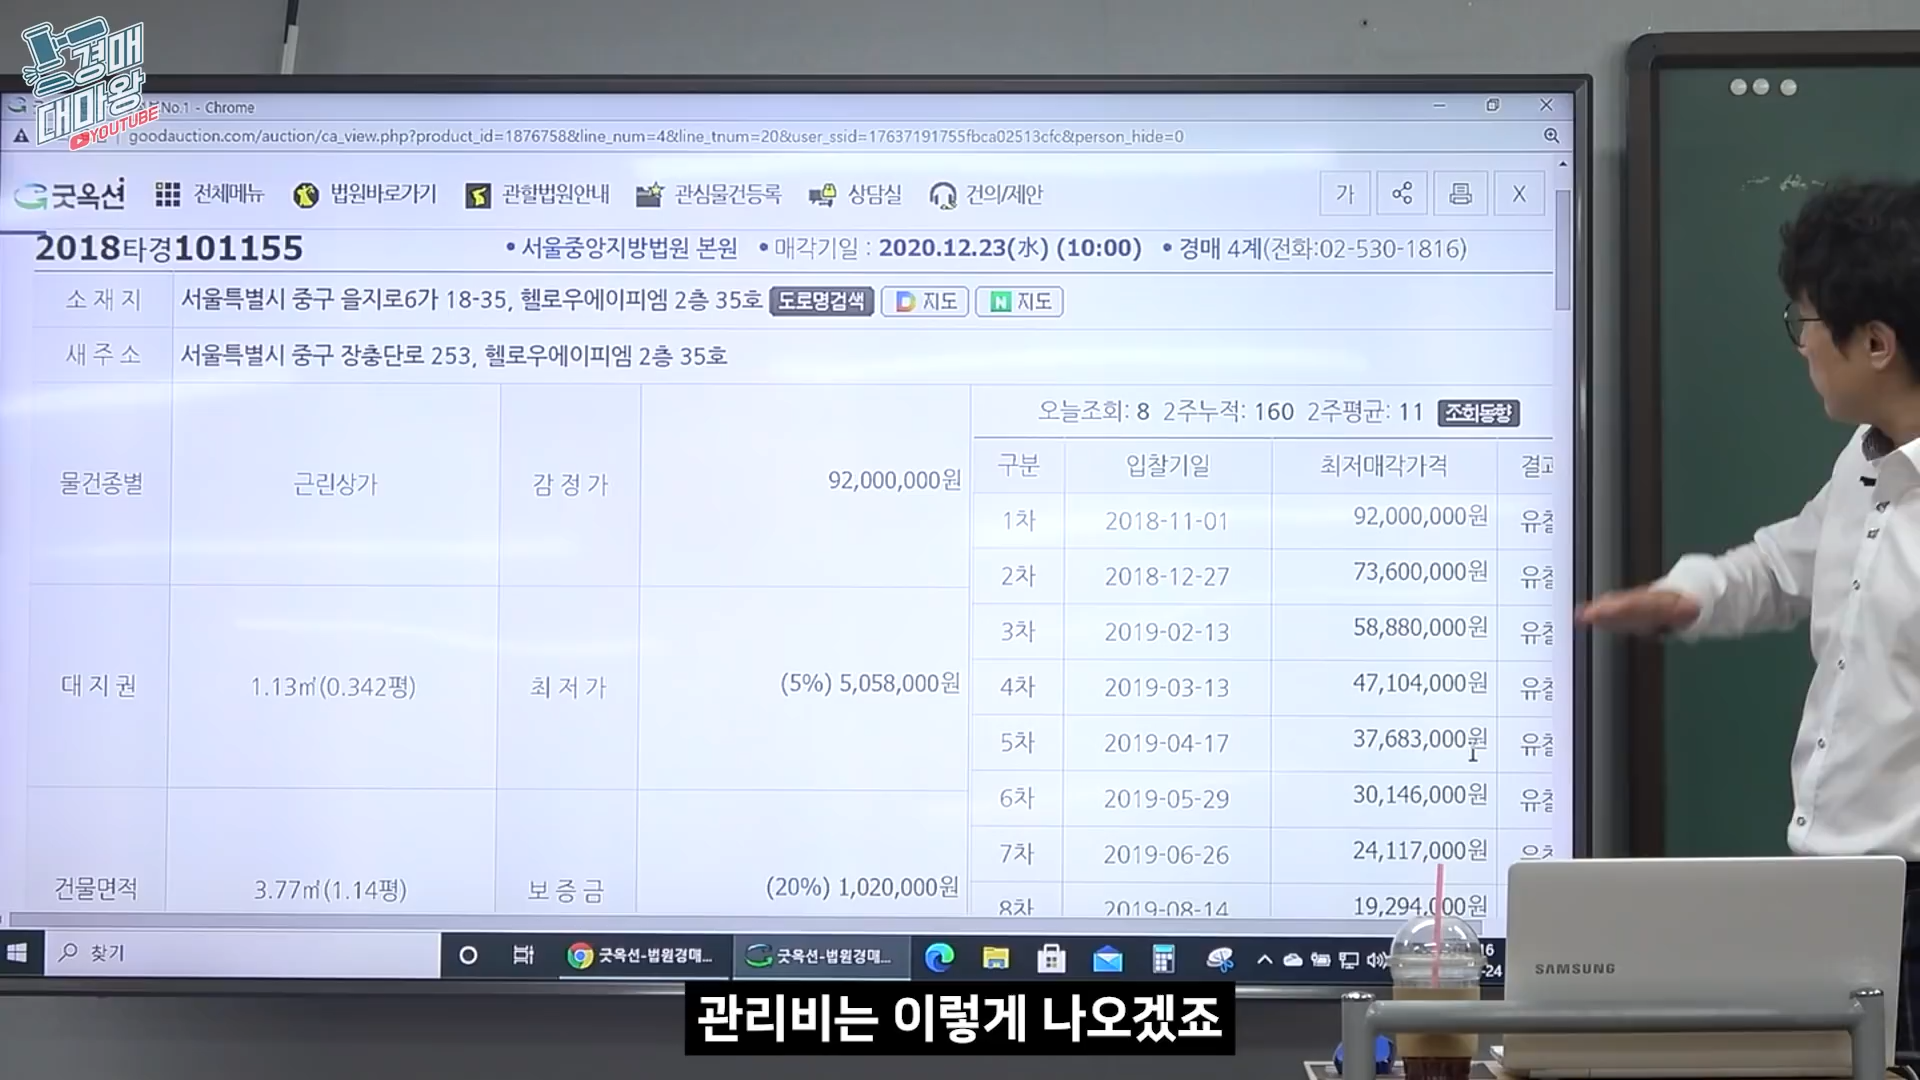 경매
대마왕
YOUTUBE
No.1 - Chrome
goodauction.com/auction/ca_view.php?product_id=1876758&line_num=4&line_tnum=20&user_ssid=17637191755fbca02513cfc&person_hide=0
굿옥션 전체메뉴 법원바로가기 관할법원안내 관심물건등록 상담실 건의/제안 가 X
2018타경101155 • 서울중앙지방법원 본원 • 매각기일 : 2020.12.23(水) (10:00) • 경매 4계(전화:02-530-1816)
소 재 지 서울특별시 중구 을지로6가 18-35, 헬로우에이피엠 2층 35호 도로명검색 D 지도 N 지도
새 주 소 서울특별시 중구 장충단로 253, 헬로우에이피엠 2층 35호
오늘조회: 8 2주누적: 160 2주평균: 11 조회동향
물건종별 근린상가 감 정 가 92,000,000원
대 지 권 1.13㎡(0.342평) 최 저 가 (5%) 5,058,000원
건물면적 3.77㎡(1.14평) 보 증 금 (20%) 1,020,000원
구분 입찰기일 최저매각가격
1차 2018-11-01 92,000,000원
2차 2018-12-27 73,600,000원
3차 2019-02-13 58,880,000원
4차 2019-03-13 47,104,000원
5차 2019-04-17 37,683,000원
6차 2019-05-29 30,146,000원
7차 2019-06-26 24,117,000원
8차 2019-08-14 19,294,000원
찾기 굿옥션-법원경매... 굿옥션-법원경매...
SAMSUNG
관리비는 이렇게 나오겠죠